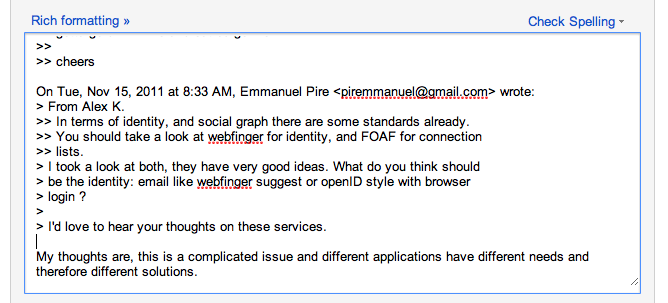 Rich formatting » Check Spelling
>>
>> cheers
On Tue, Nov 15, 2011 at 8:33 AM, Emmanuel Pire <piremmanuel@gmail.com> wrote:
> From Alex K.
>> In terms of identity, and social graph there are some standards already.
>> You should take a look at webfinger for identity, and FOAF for connection
>> lists.
> I took a look at both, they have very good ideas. What do you think should
> be the identity: email like webfinger suggest or openID style with browser
> login ?
>
> I'd love to hear your thoughts on these services.
My thoughts are, this is a complicated issue and different applications have different needs and
therefore different solutions.